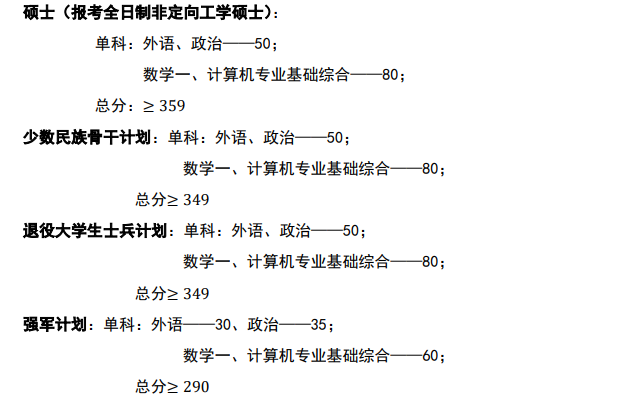 硕士（报考全日制非定向工学硕士）：
单科：外语、政治——50；
数学一、计算机专业基础综合——80；
总分：≥ 359
少数民族骨干计划：单科：外语、政治——50；
数学一、计算机专业基础综合——80；
总分≥ 349
退役大学生士兵计划：单科：外语、政治——50；
数学一、计算机专业基础综合——80；
总分≥ 349
强军计划：单科：外语——30、政治——35；
数学一、计算机专业基础综合——60；
总分≥ 290